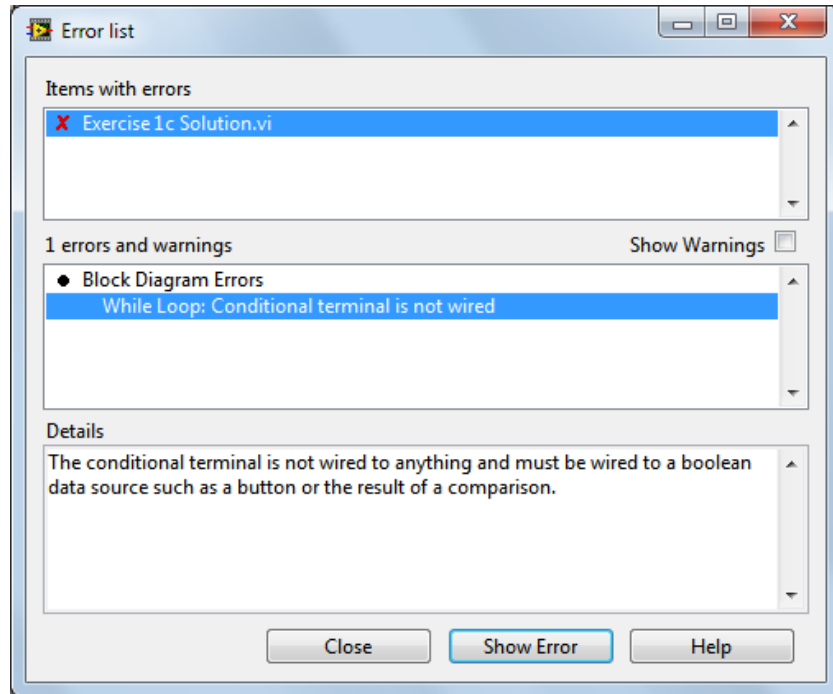 Error list
Items with errors
Exercise 1c Solution.vi
1 errors and warnings
Show Warnings
Block Diagram Errors
While Loop: Conditional terminal is not wired
Details
The conditional terminal is not wired to anything and must be wired to a boolean
data source such as a button or the result of a comparison.
Close
Show Error
Help